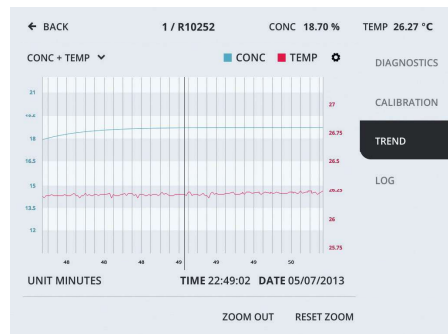 ← BACK 1 / R10252 CONC 18.70 % TEMP 26.27 °C
CONC + TEMP CONC TEMP
DIAGNOSTICS
CALIBRATION
TREND
LOG
21
18
16.5
15
13.5
12
27
26.75
26.5
26
25.75
48 48 48 49 49 49 50
UNIT MINUTES TIME 22:49:02 DATE 05/07/2013
ZOOM OUT RESET ZOOM